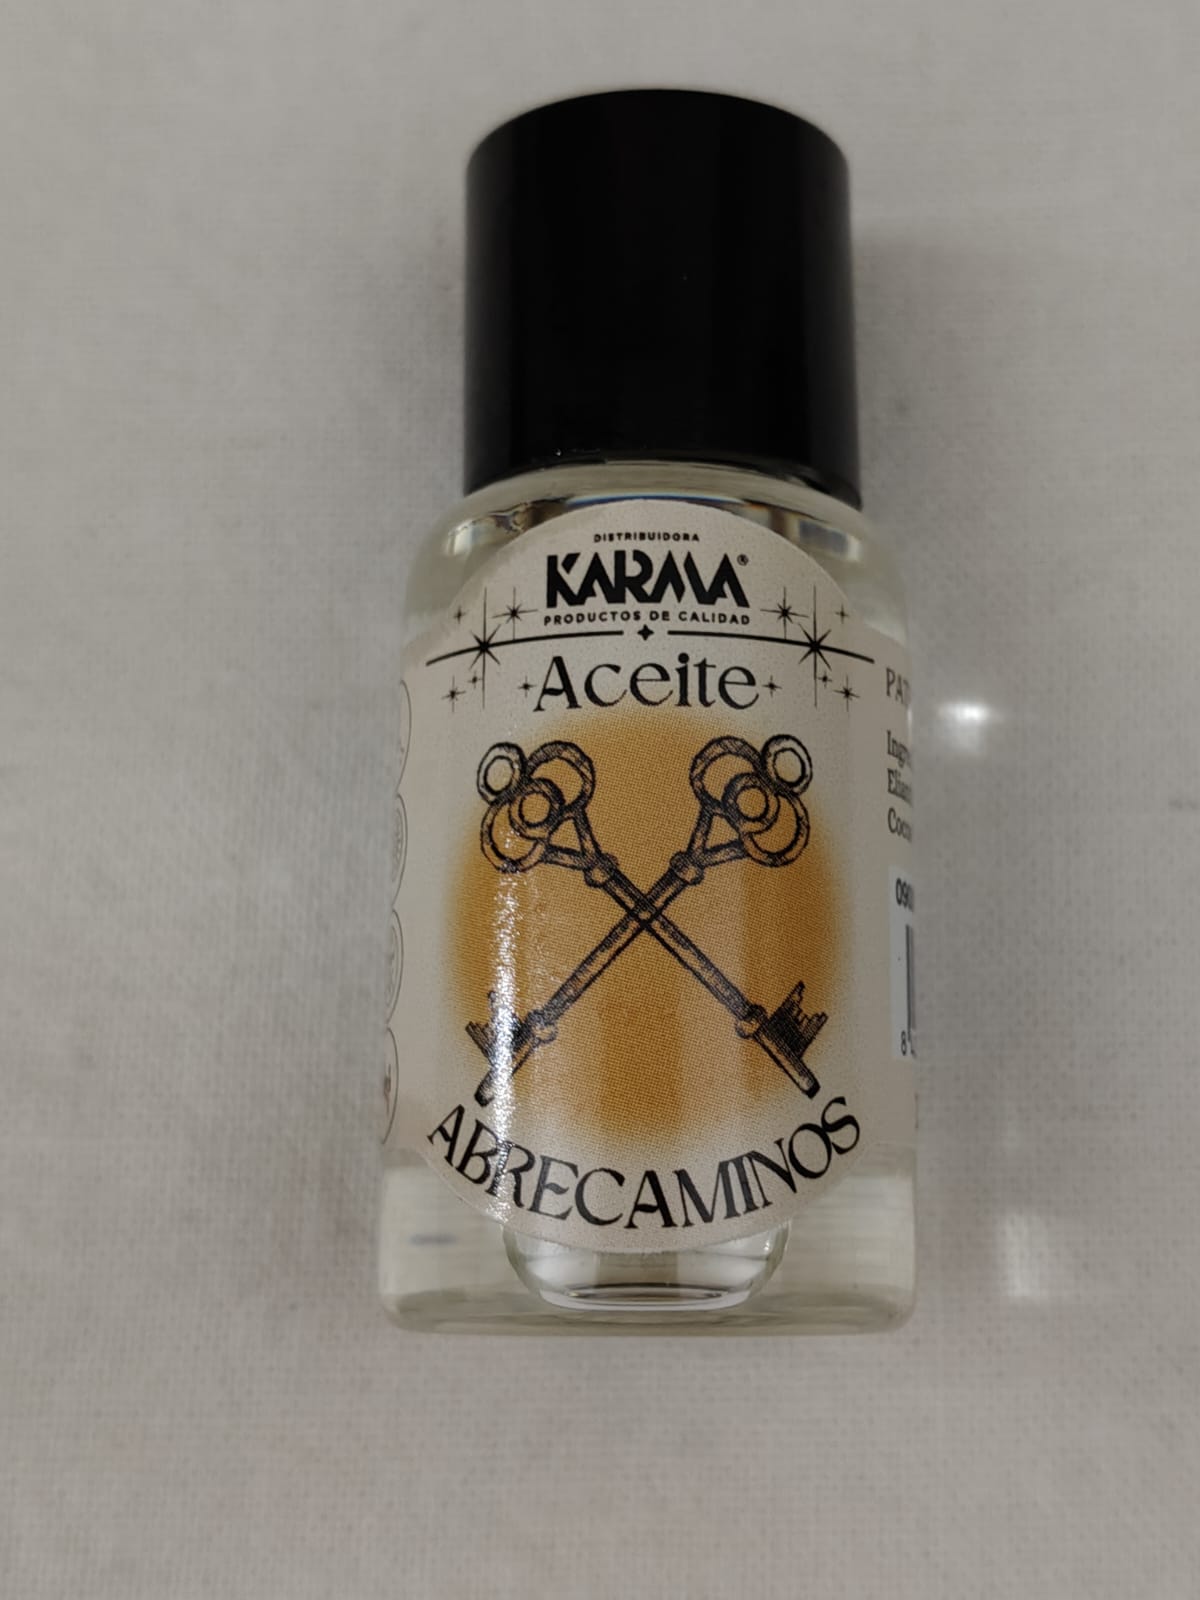 DISTRIBUIDORA
KARMA®
PRODUCTOS DE CALIDAD
Aceite
ABRECAMINOS